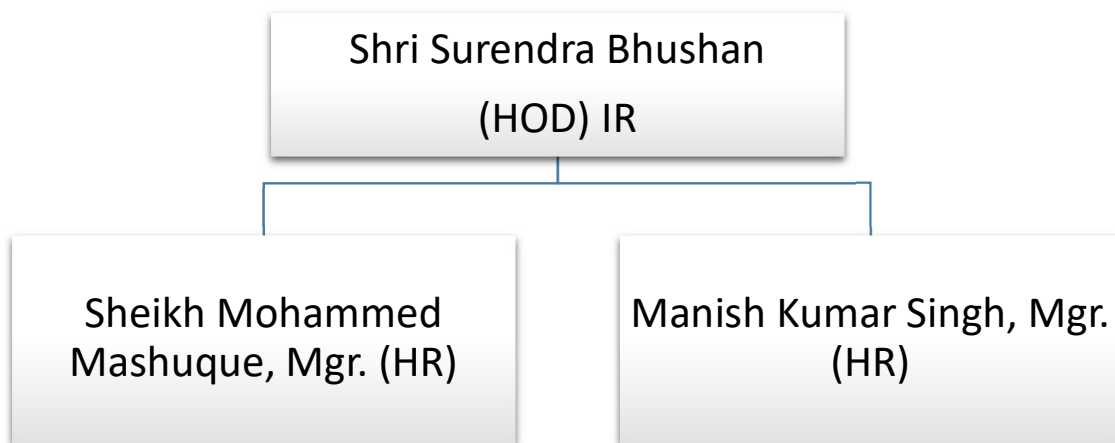 Shri Surendra Bhushan
(HOD) IR
Sheikh Mohammed
Mashuque, Mgr. (HR)
Manish Kumar Singh, Mgr.
(HR)